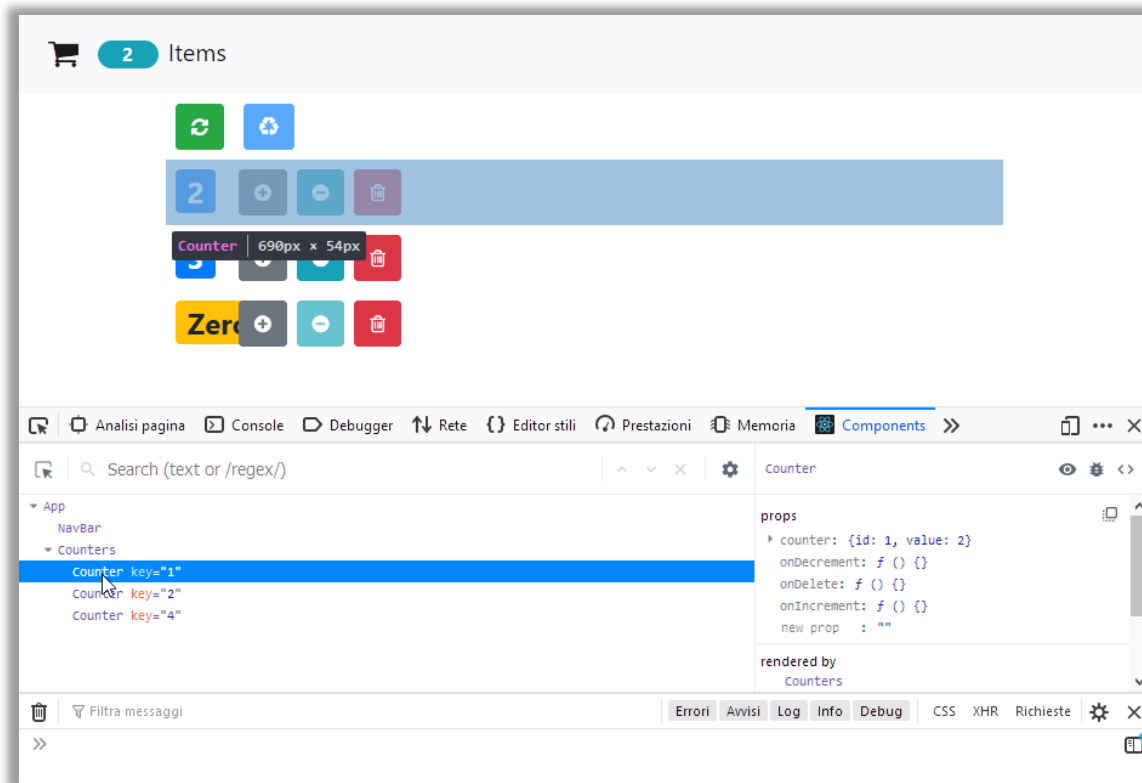 2 Items
2
Counter 690px × 54px
Zero
Analisi pagina Console Debugger Rete Editor stili Prestazioni Memoria Components
Search (text or /regex/) Counter
App
NavBar
Counters
Counter key="1"
Counter key="2"
Counter key="4"
props
counter: {id: 1, value: 2}
onDecrement: ƒ () {}
onDelete: ƒ () {}
onIncrement: ƒ () {}
new prop : ""
rendered by
Counters
Filtra messaggi Errori Avvisi Log Info Debug CSS XHR Richieste